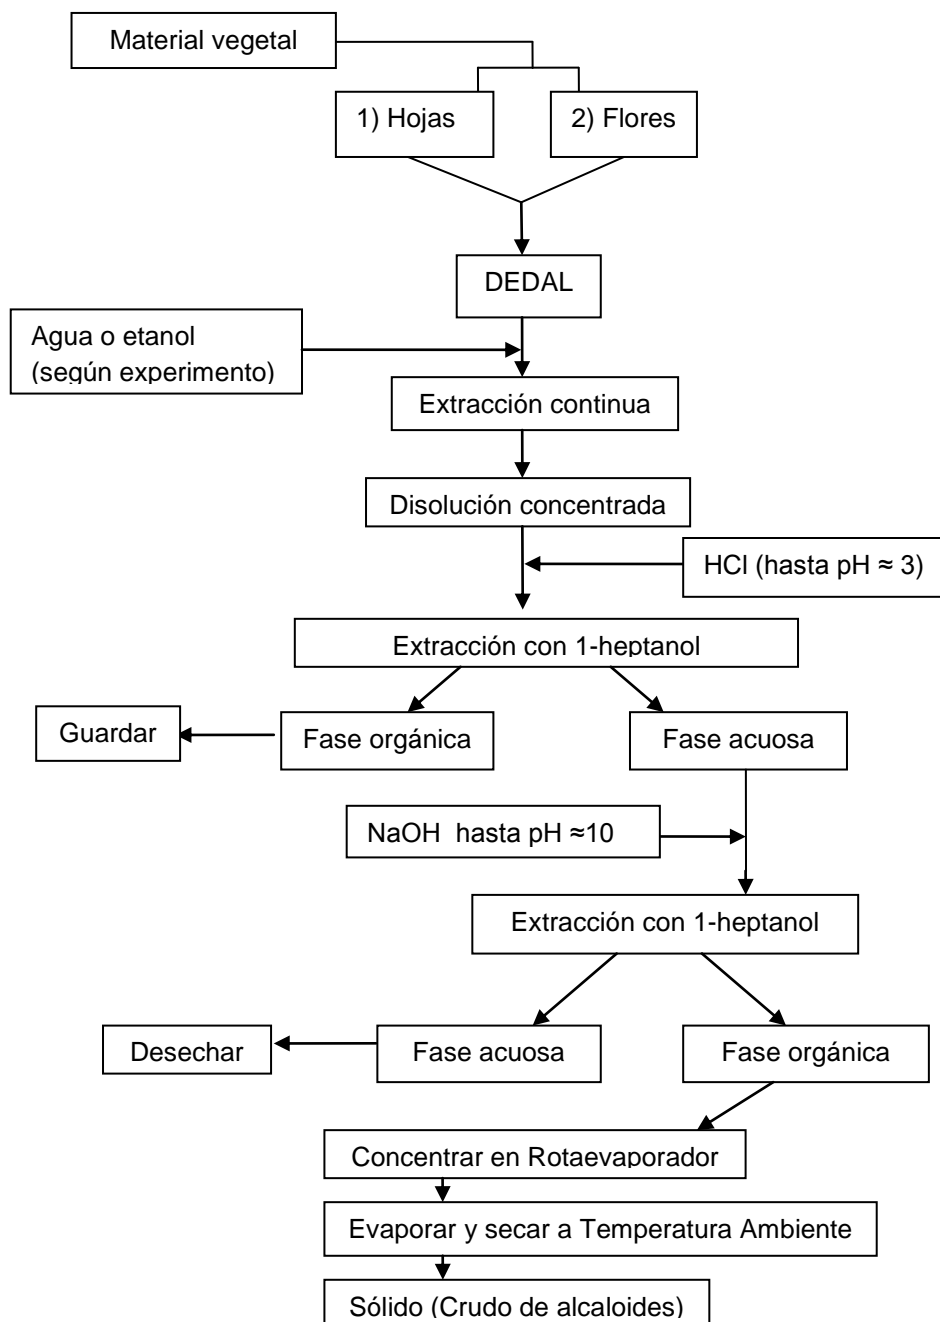 Material vegetal
1) Hojas
2) Flores
DEDAL
Agua o etanol
(según experimento)
Extracción continua
Disolución concentrada
HCl (hasta pH ≈ 3)
Extracción con 1-heptanol
Guardar
Fase orgánica
Fase acuosa
NaOH hasta pH ≈10
Extracción con 1-heptanol
Desechar
Fase acuosa
Fase orgánica
Concentrar en Rotaevaporador
Evaporar y secar a Temperatura Ambiente
Sólido (Crudo de alcaloides)